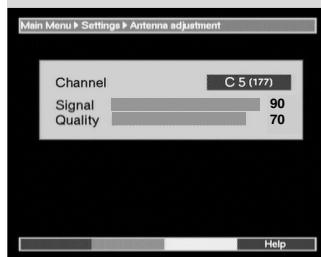 Main Menu ▶ Settings ▶ Antenna adjustment
Channel C 5 (177)
Signal 90
Quality 70
Help